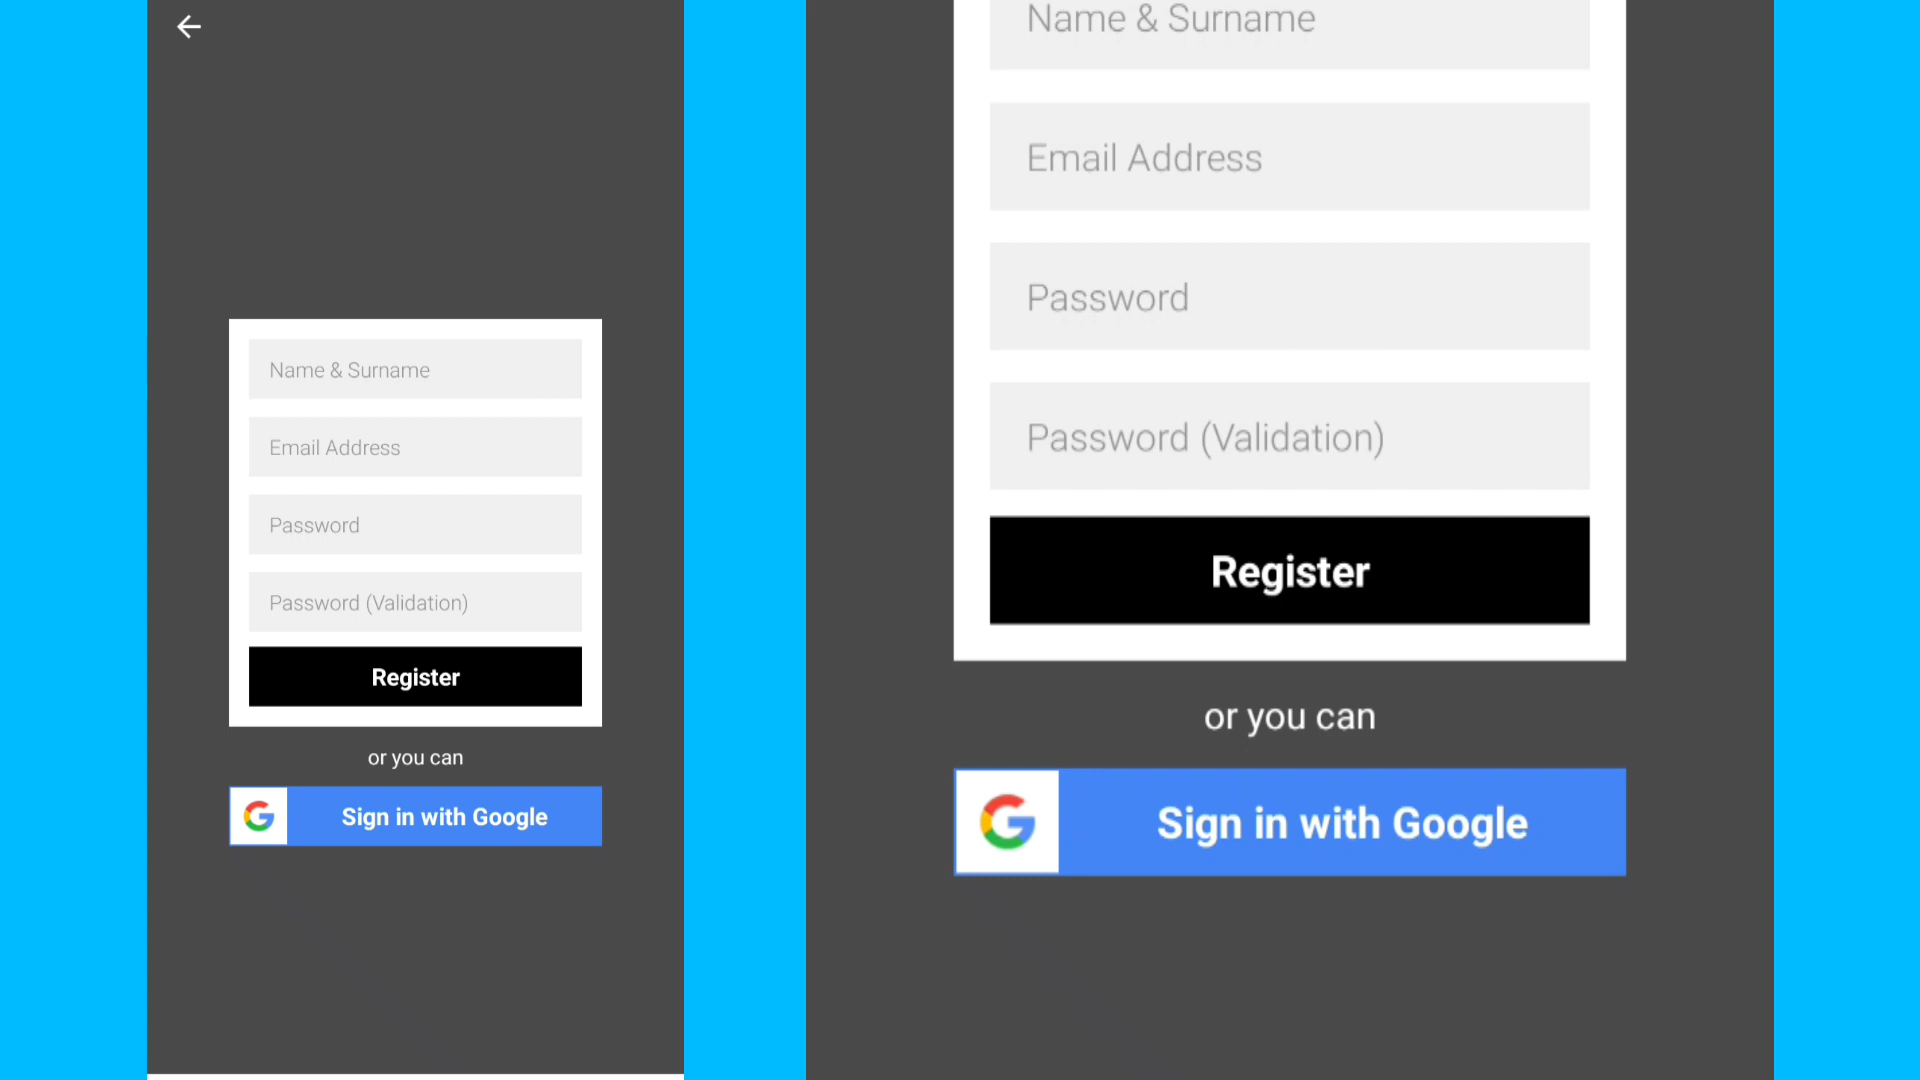 Name & Surname
Email Address
Password
Password (Validation)
Register
or you can
Sign in with Google
Name & Surname
Email Address
Password
Password (Validation)
Register
or you can
Sign in with Google